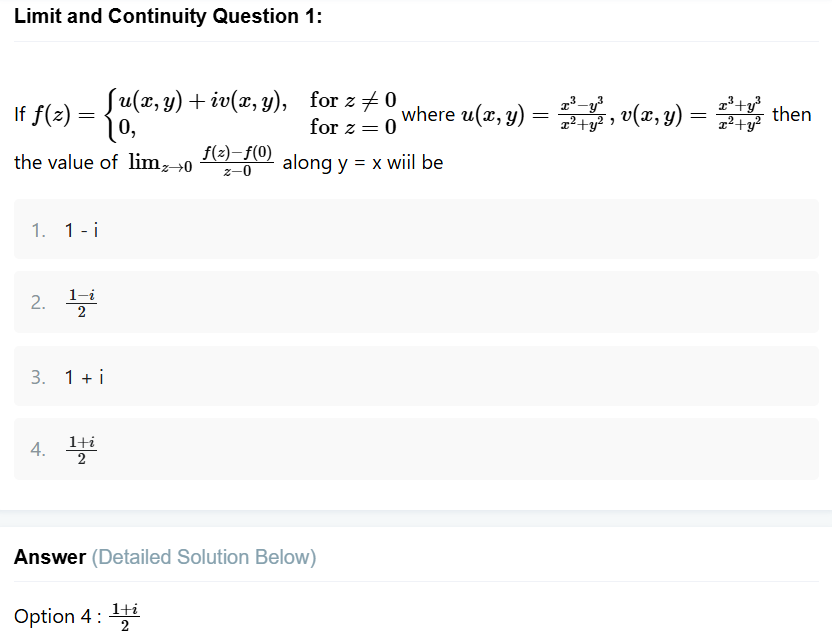 Limit and Continuity Question 1:
If $f(z) = \begin{cases} u(x, y) + iv(x, y), & \text{for } z \neq 0 \\ 0, & \text{for } z = 0 \end{cases}$ where $u(x, y) = \frac{x^3 - y^3}{x^2 + y^2}$ , $v(x, y) = \frac{x^3 + y^3}{x^2 + y^2}$ then
the value of $\lim_{z \to 0} \frac{f(z) - f(0)}{z - 0}$ along y = x wiil be
1. 1 - i
2. $\frac{1-i}{2}$
3. 1 + i
4. $\frac{1+i}{2}$
Answer (Detailed Solution Below)
Option 4 : $\frac{1+i}{2}$